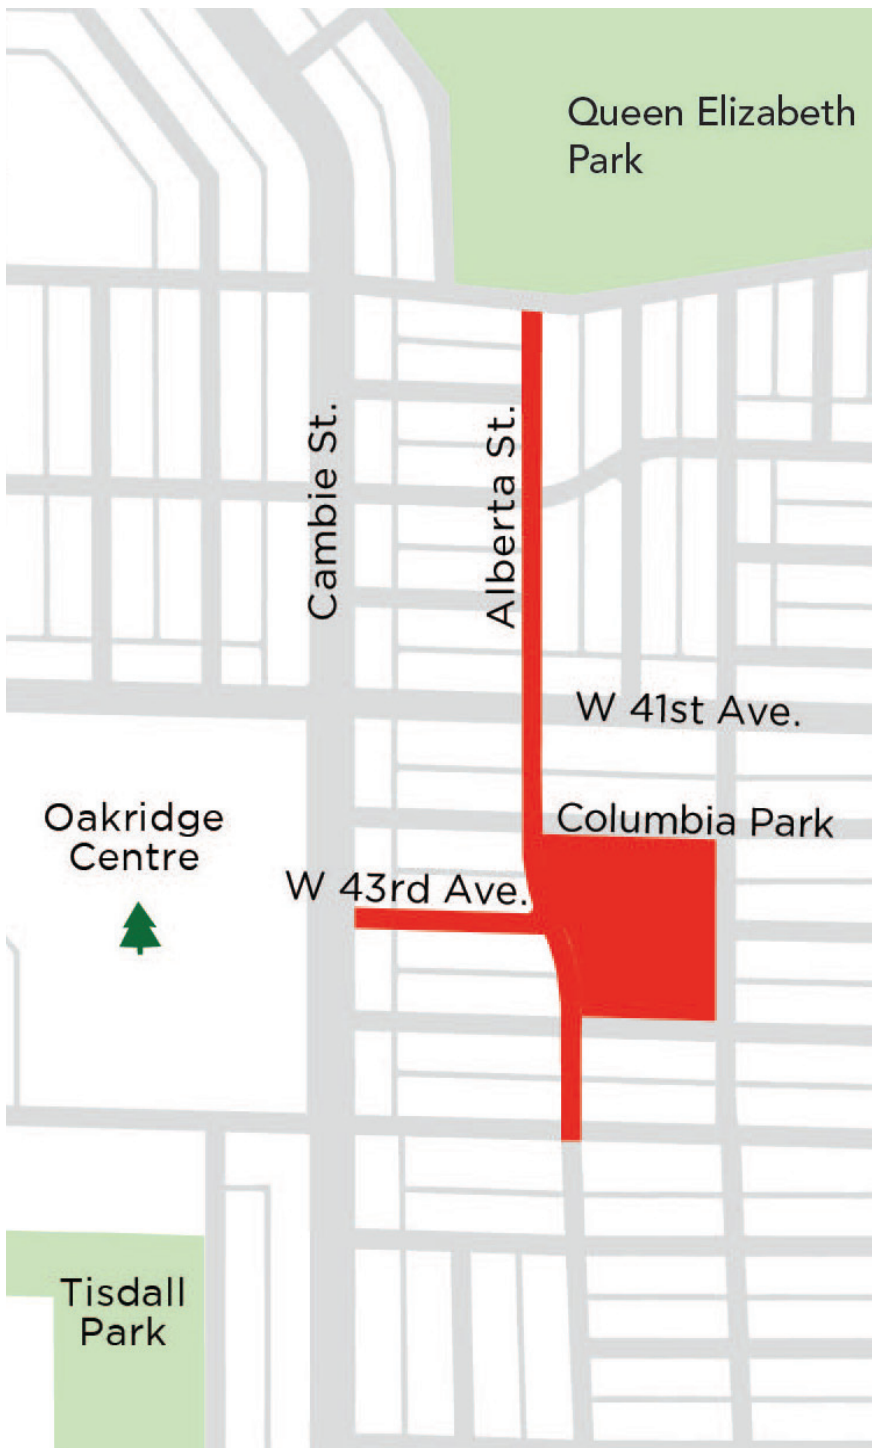 Queen Elizabeth
Park
Cambie St.
Alberta St.
W 41st Ave.
Oakridge
Centre
Columbia Park
W 43rd Ave.
Tisdall
Park